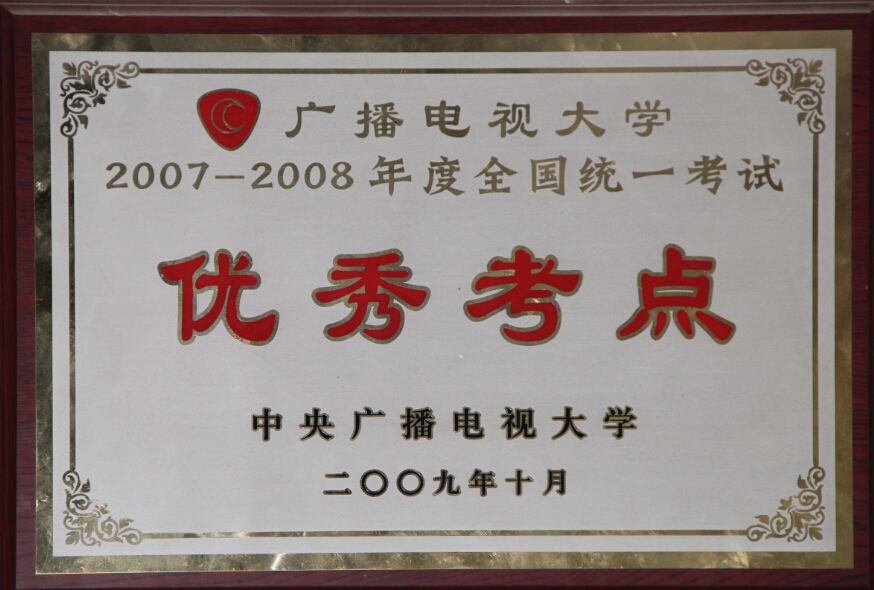 广播电视大学
2007—2008年度全国统一考试
优秀考点
中央广播电视大学
二〇〇九年十月